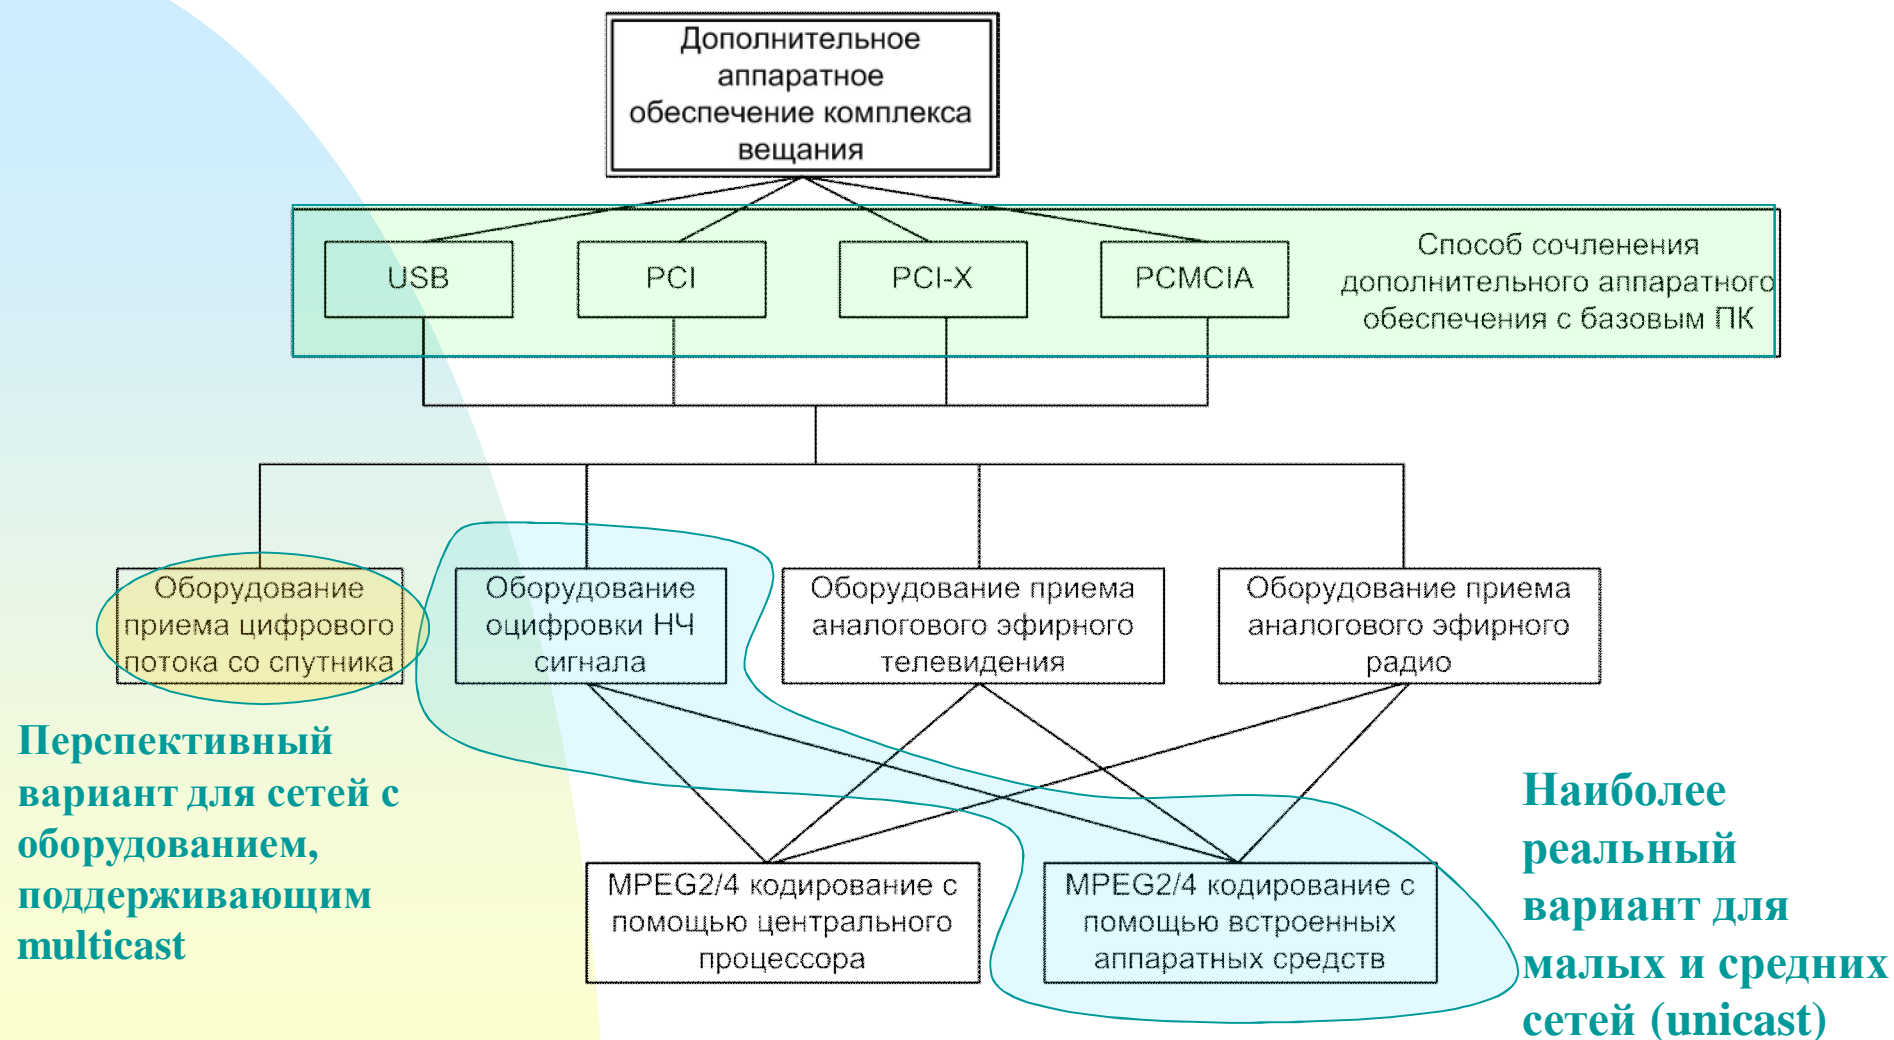 Дополнительное
аппаратное
обеспечение комплекса
вещания
USB
PCI
PCI-X
PCMCIA
Способ сочленения
дополнительного аппаратного
обеспечения с базовым ПК
Оборудование
приема цифрового
потока со спутника
Оборудование
оцифровки НЧ
сигнала
Оборудование приема
аналогового эфирного
телевидения
Оборудование приема
аналогового эфирного
радио
Перспективный
вариант для сетей с
оборудованием,
поддерживающим
multicast
MPEG2/4 кодирование с
помощью центрального
процессора
MPEG2/4 кодирование с
помощью встроенных
аппаратных средств
Наиболее
реальный
вариант для
малых и средних
сетей (unicast)